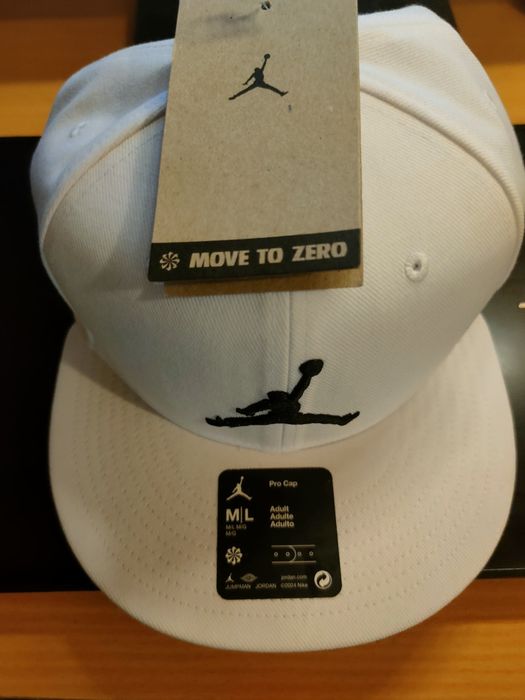 MOVE TO ZERO
Pro Cap
M|L
M/L M/G
M/G
Adult
Adulte
Adulto
JUMPMAN JORDAN
jordan.com
©2024 Nike